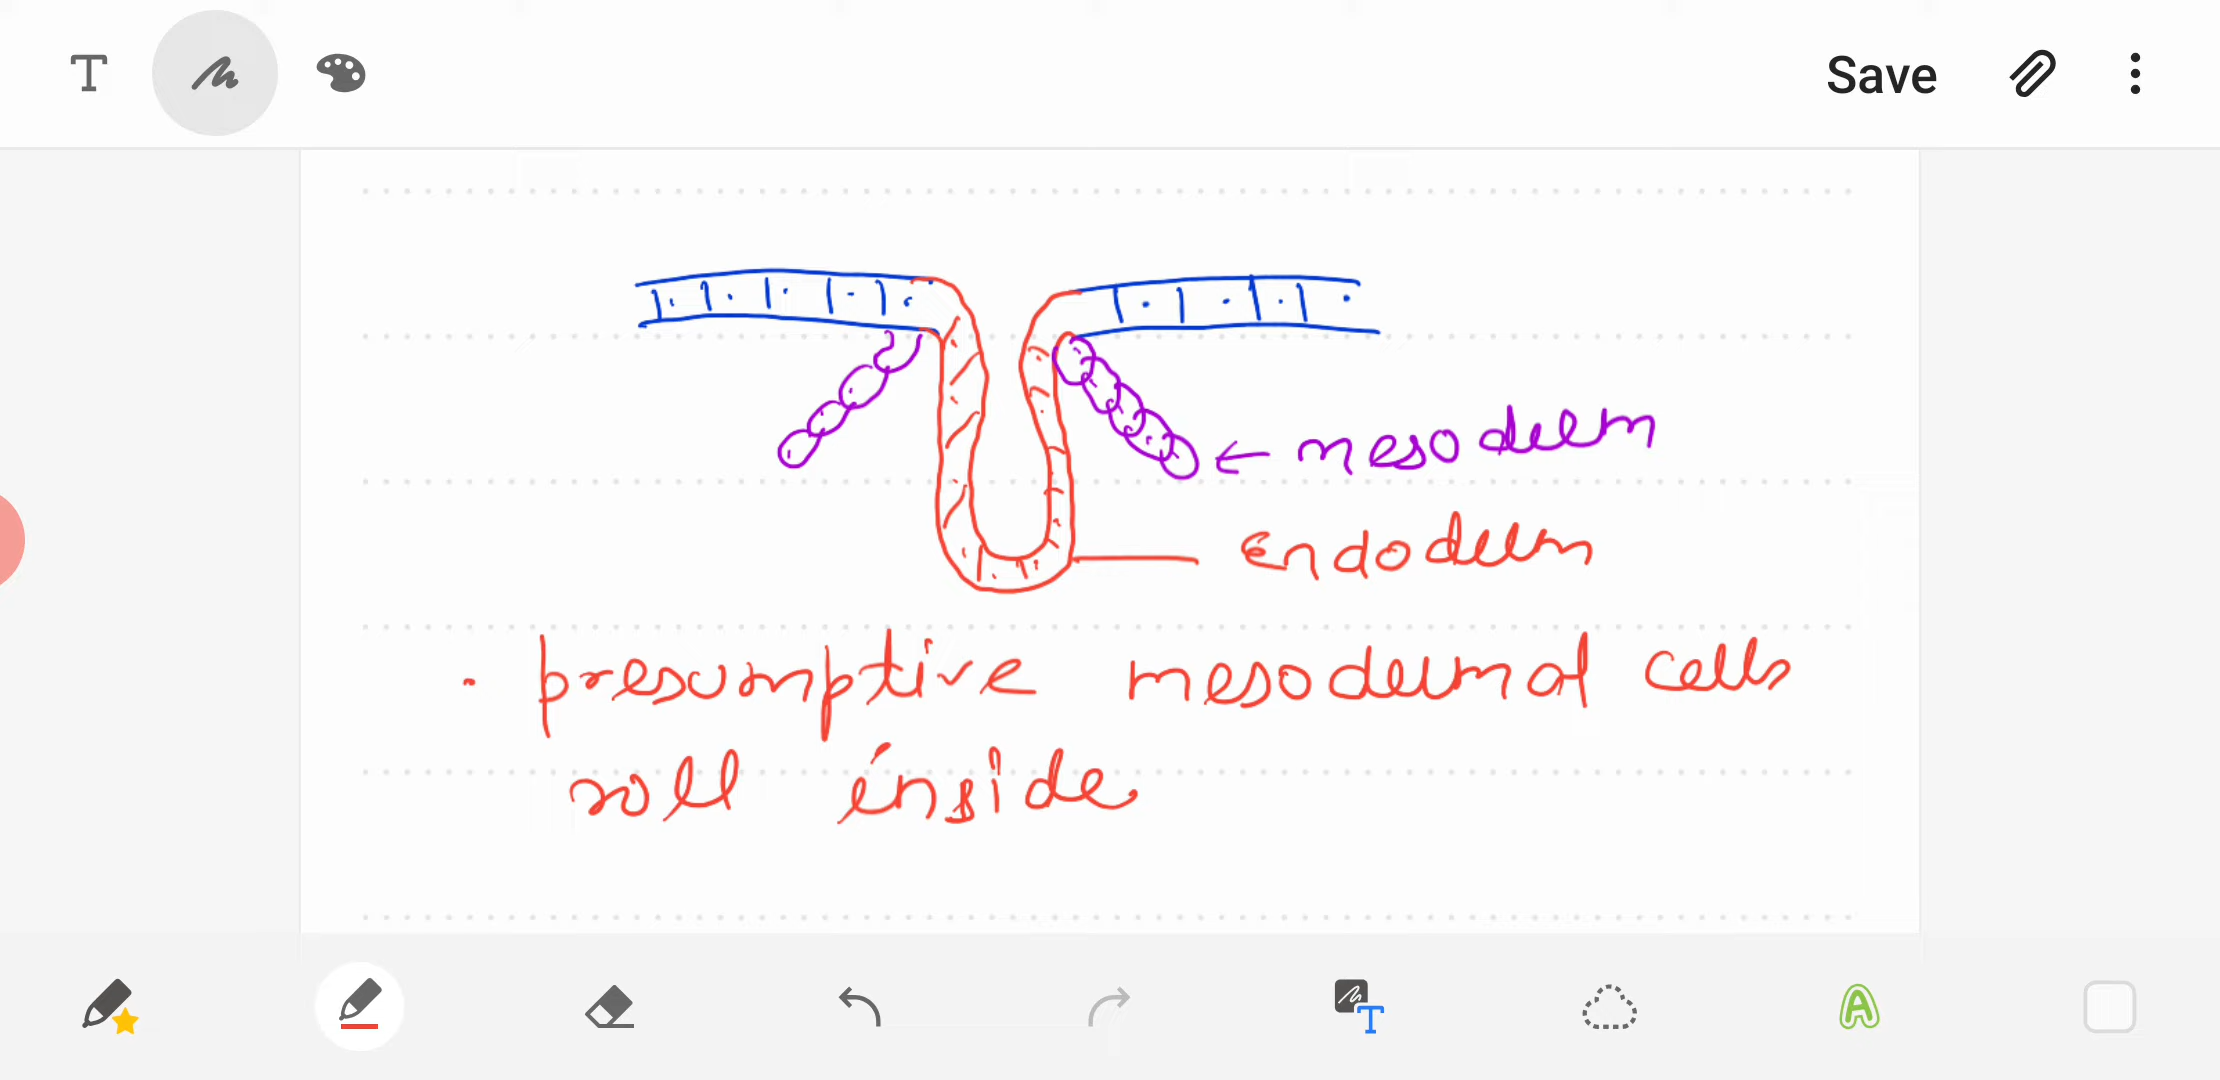 T
Save
← mesoderm
Endoderm
• presumptive mesodermal cells
roll inside
T
A